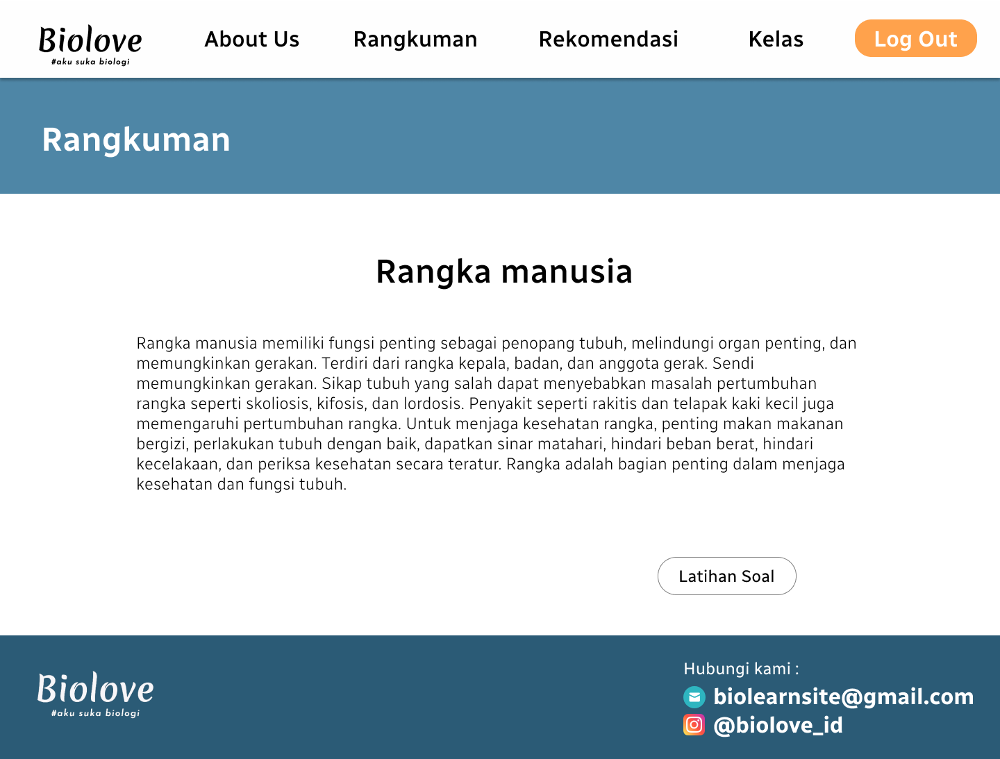 Biolove
#aku suka biologi
About Us
Rangkuman
Rekomendasi
Kelas
Log Out
Rangkuman
Rangka manusia
Rangka manusia memiliki fungsi penting sebagai penopang tubuh, melindungi organ penting, dan
memungkinkan gerakan. Terdiri dari rangka kepala, badan, dan anggota gerak. Sendi
memungkinkan gerakan. Sikap tubuh yang salah dapat menyebabkan masalah pertumbuhan
rangka seperti skoliosis, kifosis, dan lordosis. Penyakit seperti rakitis dan telapak kaki kecil juga
memengaruhi pertumbuhan rangka. Untuk menjaga kesehatan rangka, penting makan makanan
bergizi, perlakukan tubuh dengan baik, dapatkan sinar matahari, hindari beban berat, hindari
kecelakaan, dan periksa kesehatan secara teratur. Rangka adalah bagian penting dalam menjaga
kesehatan dan fungsi tubuh.
Latihan Soal
Biolove
#aku suka biologi
Hubungi kami :
biolearnsite@gmail.com
@biolove_id